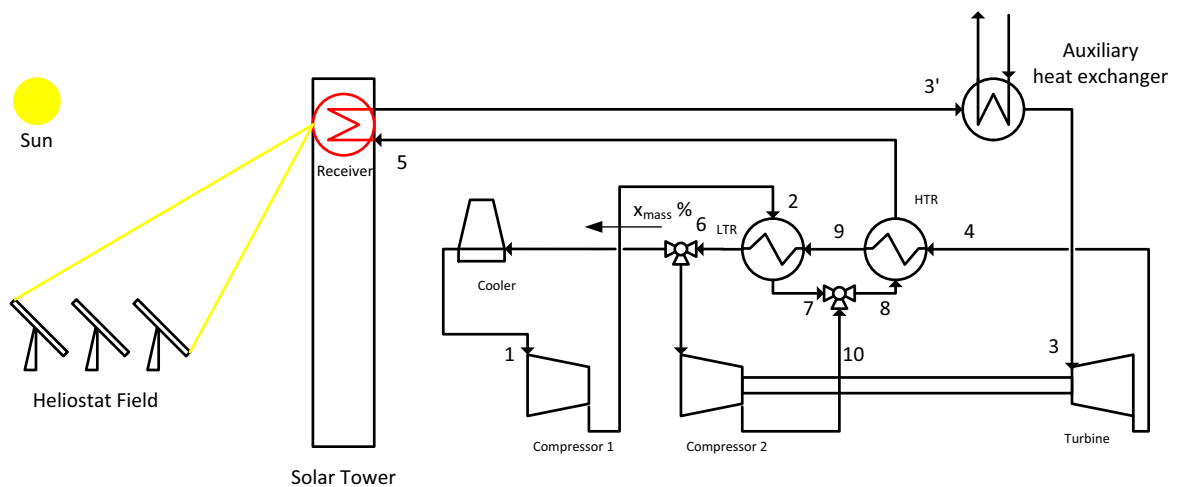 Auxiliary
heat exchanger
3'
Sun
Receiver
5
2
HTR
x_mass %
6
LTR
9
4
Cooler
7
8
1
10
3
Heliostat Field
Compressor 1
Compressor 2
Turbine
Solar Tower